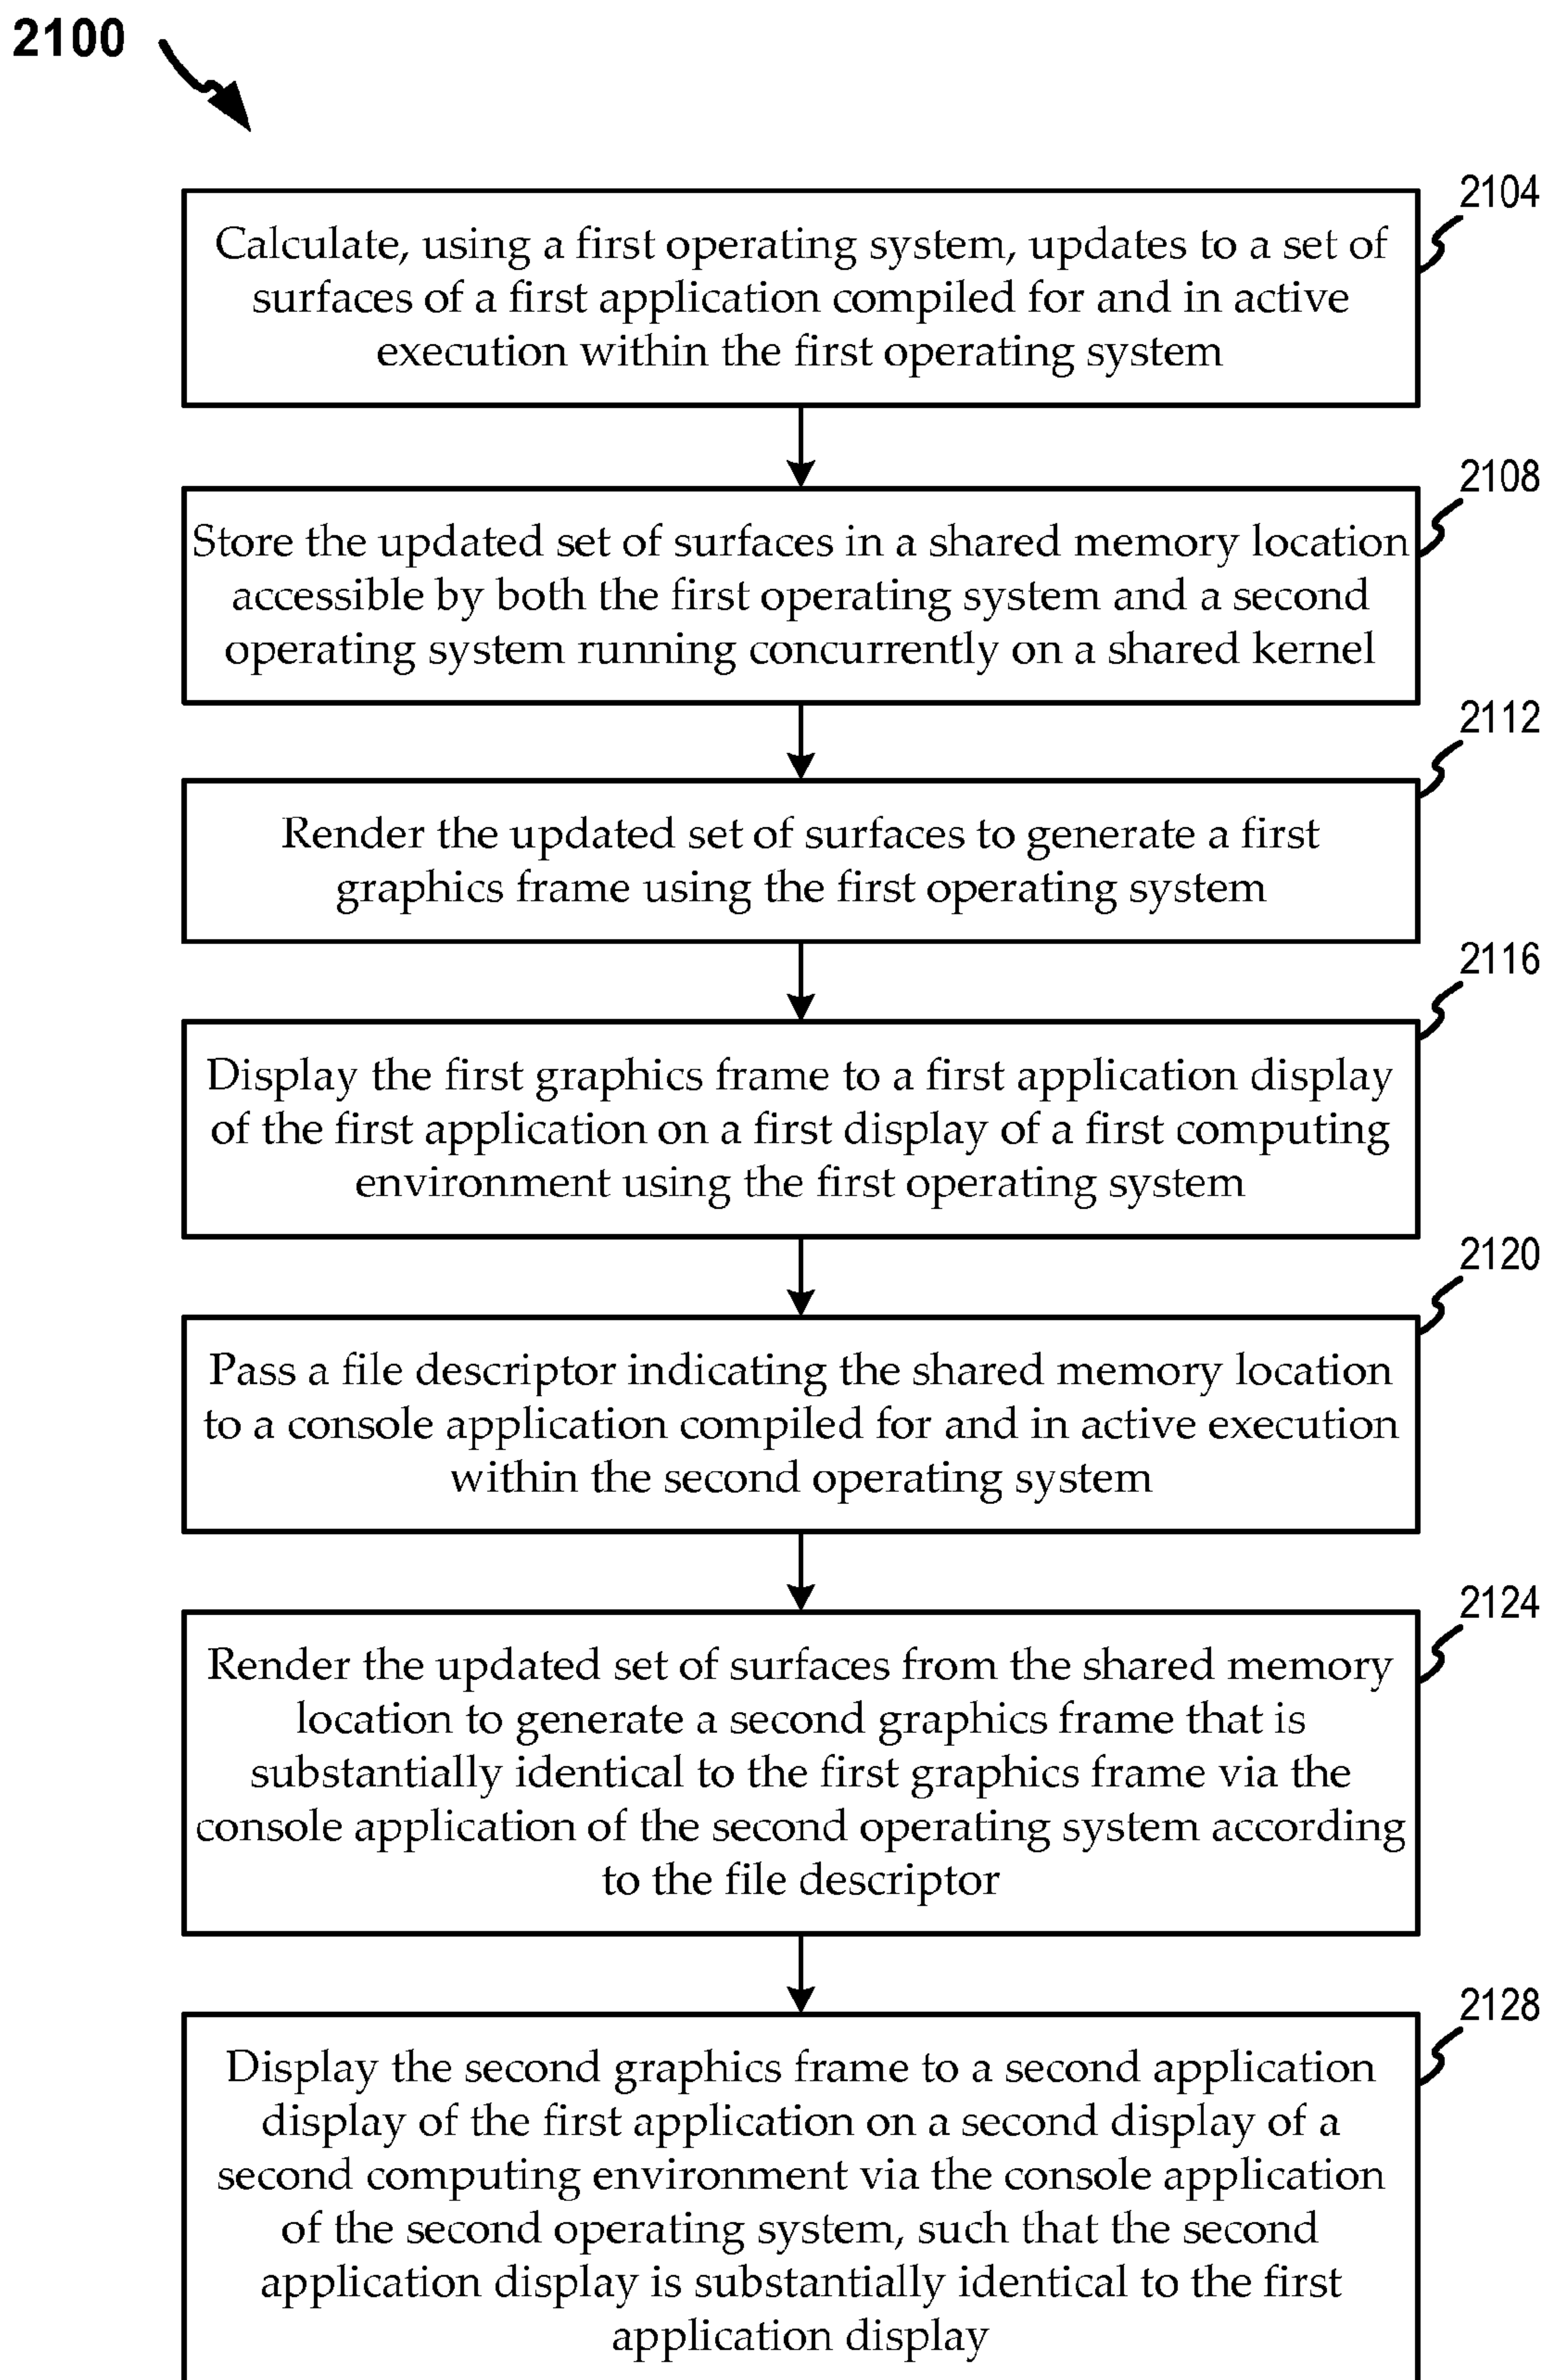 2100
2104
Calculate, using a first operating system, updates to a set of
surfaces of a first application compiled for and in active
execution within the first operating system
2108
Store the updated set of surfaces in a shared memory location
accessible by both the first operating system and a second
operating system running concurrently on a shared kernel
2112
Render the updated set of surfaces to generate a first
graphics frame using the first operating system
2116
Display the first graphics frame to a first application display
of the first application on a first display of a first computing
environment using the first operating system
2120
Pass a file descriptor indicating the shared memory location
to a console application compiled for and in active execution
within the second operating system
2124
Render the updated set of surfaces from the shared memory
location to generate a second graphics frame that is
substantially identical to the first graphics frame via the
console application of the second operating system according
to the file descriptor
2128
Display the second graphics frame to a second application
display of the first application on a second display of a
second computing environment via the console application
of the second operating system, such that the second
application display is substantially identical to the first
application display